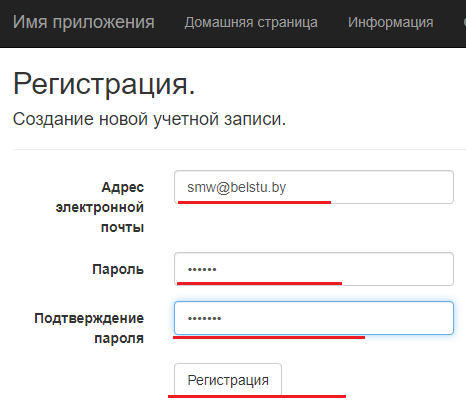 Имя приложения Домашняя страница Информация
Регистрация.
Создание новой учетной записи.
Адрес
электронной
почты
smw@belstu.by
Пароль
••••••
Подтверждение
пароля
•••••••
Регистрация